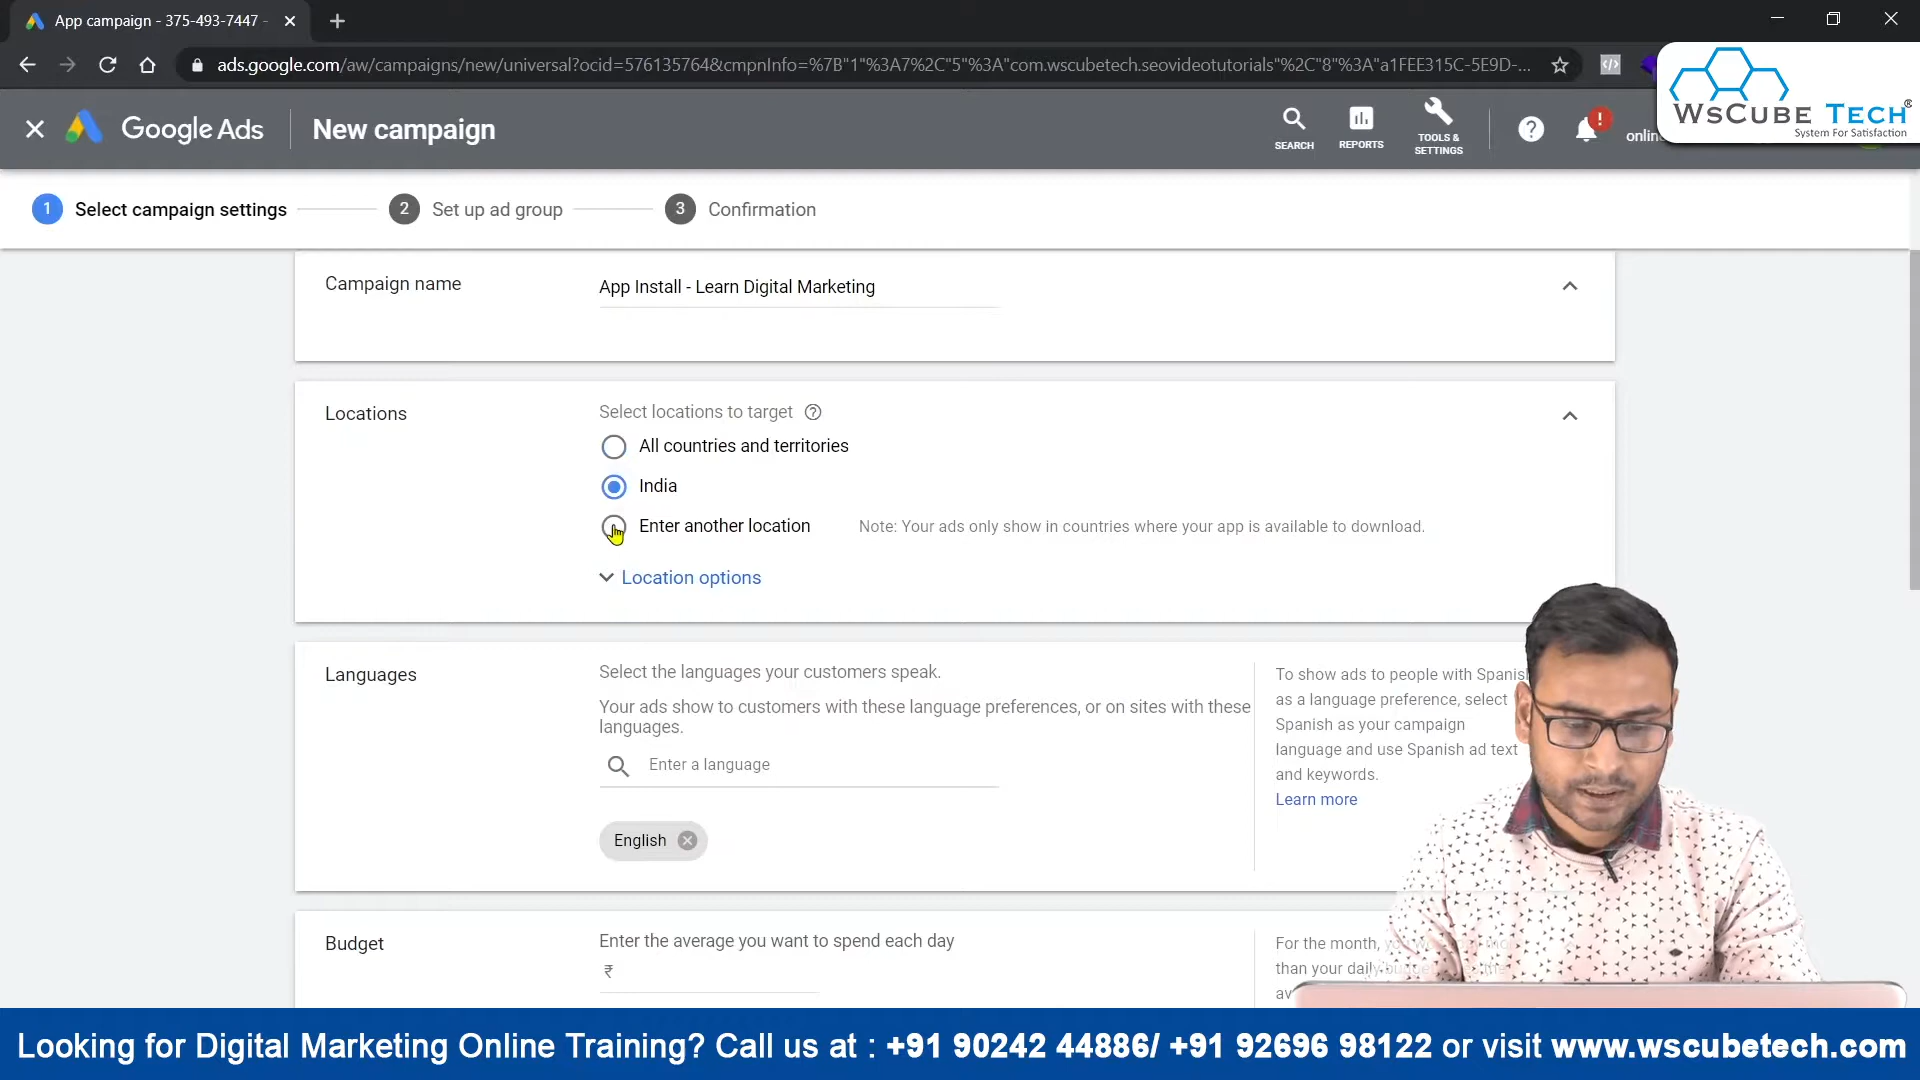 App campaign - 375-493-7447 -
ads.google.com/aw/campaigns/new/universal?ocid=576135764&cmpnInfo=%7B"1"%3A7%2C"5"%3A"com.wscubetech.seovideotutorials"%2C"8"%3A"a1FEE315C-5E9D-...
WsCube Tech®
System For Satisfaction
Google Ads
New campaign
SEARCH
REPORTS
TOOLS &
SETTINGS
?
!
1 Select campaign settings
2 Set up ad group
3 Confirmation
Campaign name
App Install - Learn Digital Marketing
Locations
Select locations to target ?
All countries and territories
India
Enter another location
Note: Your ads only show in countries where your app is available to download.
Location options
Languages
Select the languages your customers speak.
Your ads show to customers with these language preferences, or on sites with these
languages.
Enter a language
English
To show ads to people with Spanish
as a language preference, select
Spanish as your campaign
language and use Spanish ad text
and keywords.
Learn more
Budget
Enter the average you want to spend each day
₹
For the month,
than your daily
Looking for Digital Marketing Online Training? Call us at : +91 90242 44886/ +91 92696 98122 or visit www.wscubetech.com